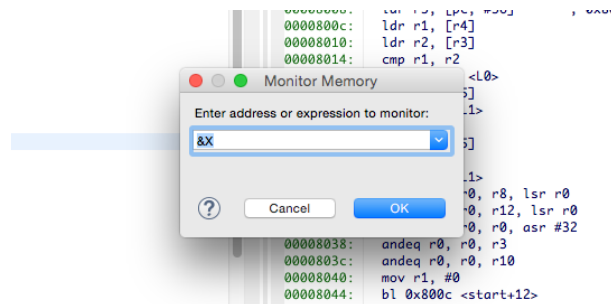 ldr r3, [pc, #56]
0000800c: ldr r1, [r4]
00008010: ldr r2, [r3]
00008014: cmp r1, r2
<L0>
Monitor Memory
Enter address or expression to monitor:
&X
?
Cancel
OK
r0, r8, lsr r0
r0, r12, lsr r0
r0, r0, asr #32
00008038: andeq r0, r0, r3
0000803c: andeq r0, r0, r10
00008040: mov r1, #0
00008044: bl 0x800c <start+12>